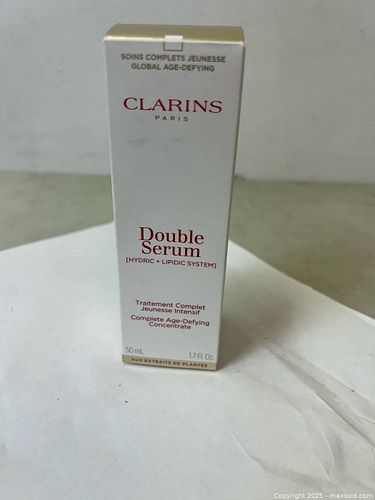 SOINS COMPLETS JEUNESSE
GLOBAL AGE-DEFYING
CLARINS
PARIS
Double
Serum
[HYDRIC + LIPIDIC SYSTEM]
Traitement Complet
Jeunesse Intensif
Complete Age-Defying
Concentrate
50 mL 1.7 Fl. Oz.
AUX EXTRAITS DE PLANTES
Copyright 2025 - maxsold.com